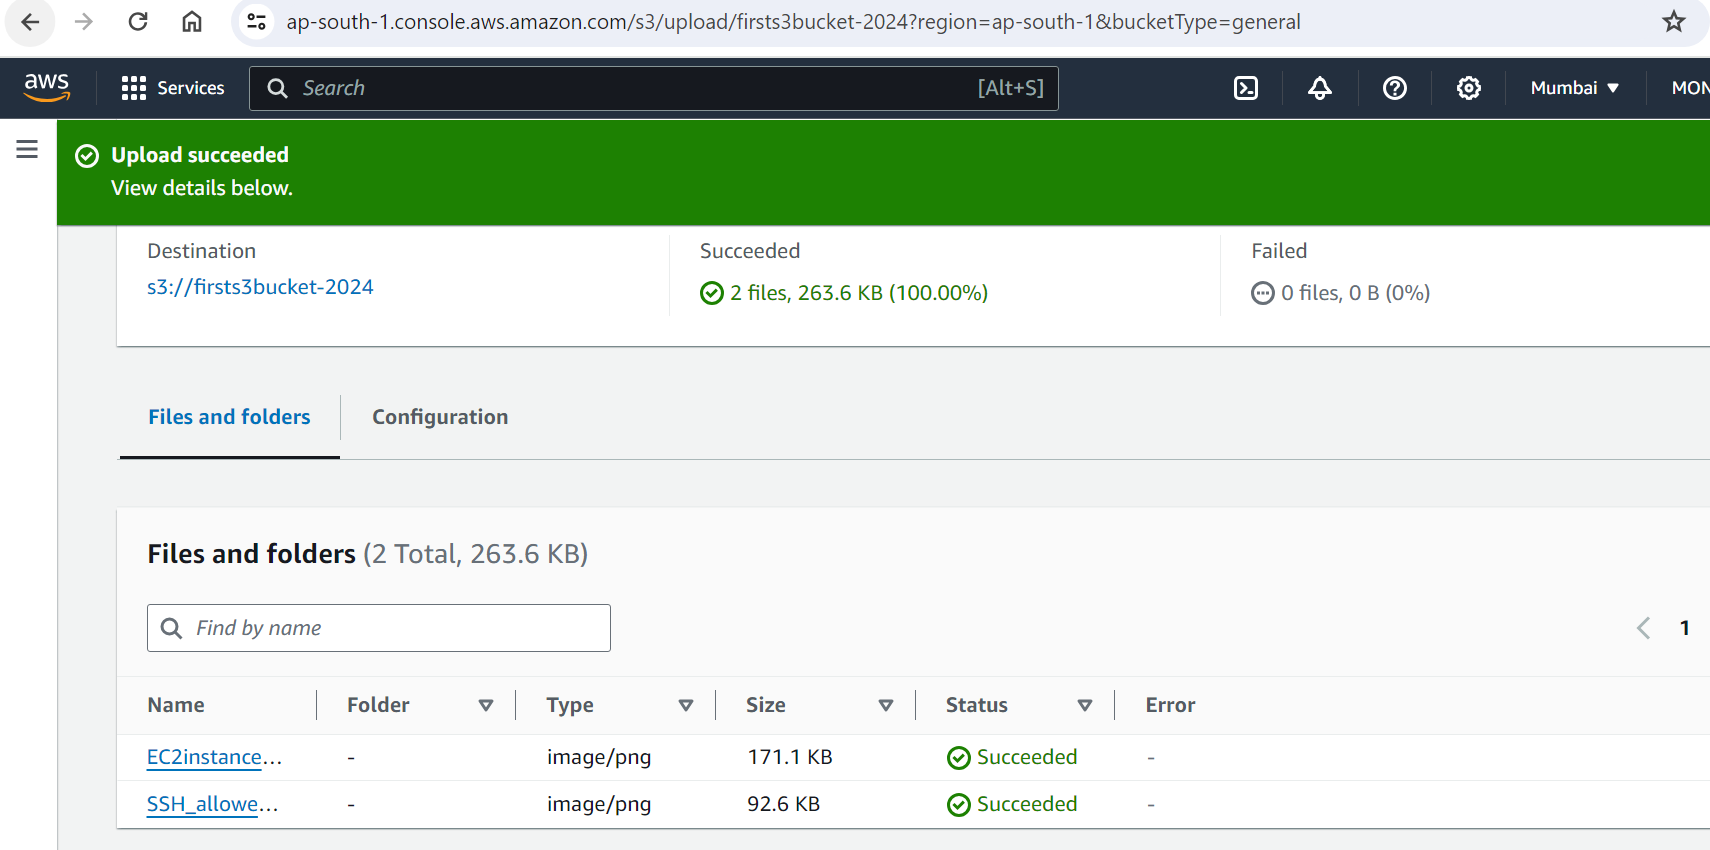 ap-south-1.console.aws.amazon.com/s3/upload/firsts3bucket-2024?region=ap-south-1&bucketType=general
aws Services Search [Alt+S] Mumbai MON
Upload succeeded
View details below.
Destination Succeeded Failed
s3://firsts3bucket-2024 2 files, 263.6 KB (100.00%) 0 files, 0 B (0%)
Files and folders Configuration
Files and folders (2 Total, 263.6 KB)
Find by name 1
Name Folder Type Size Status Error
EC2instance... - image/png 171.1 KB Succeeded -
SSH_allowe... - image/png 92.6 KB Succeeded -